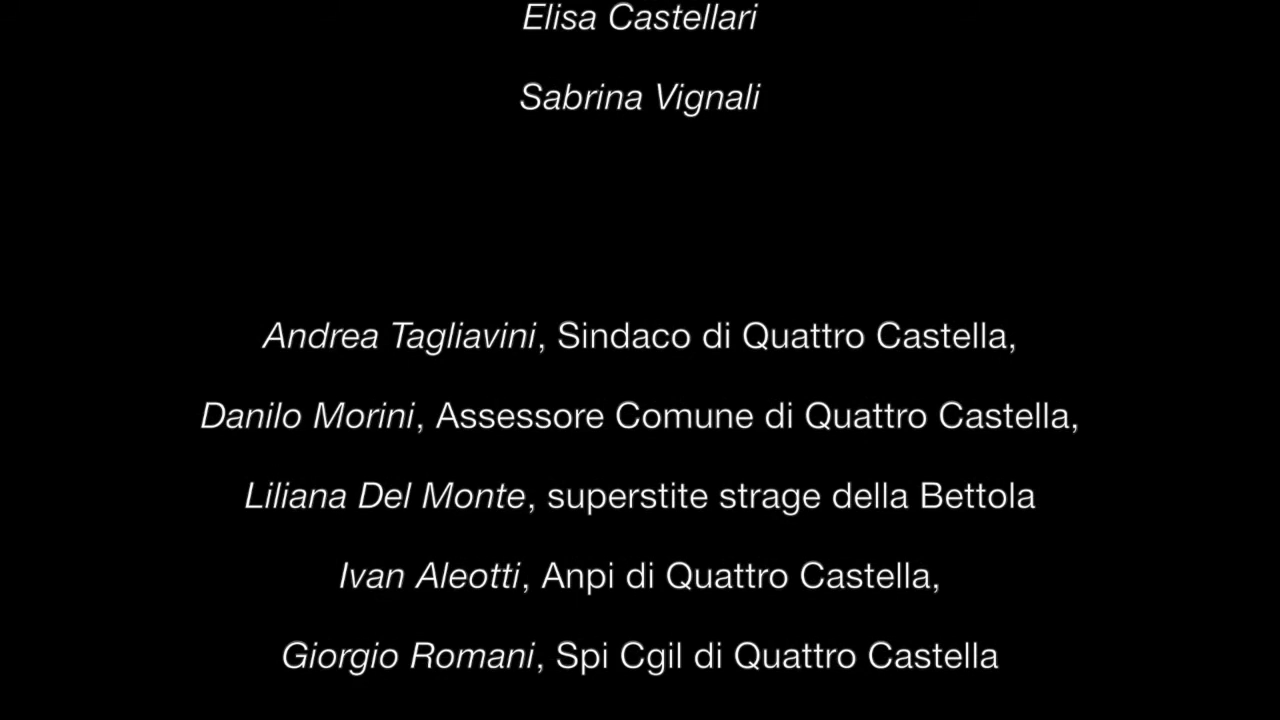 Elisa Castellari
Sabrina Vignali
Andrea Tagliavini, Sindaco di Quattro Castella,
Danilo Morini, Assessore Comune di Quattro Castella,
Liliana Del Monte, superstite strage della Bettola
Ivan Aleotti, Anpi di Quattro Castella,
Giorgio Romani, Spi Cgil di Quattro Castella